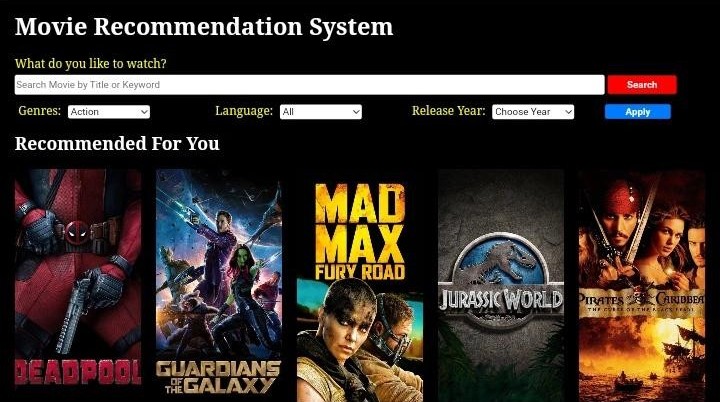 Movie Recommendation System
What do you like to watch?
Search Movie by Title or Keyword
Search
Genres: Action Language: All Release Year: Choose Year Apply
Recommended For You
DEADPOOL
GUARDIANS
OF THE GALAXY
MAD
MAX
FURY ROAD
JURASSIC WORLD
PIRATES OF THE CARIBBEAN
THE CURSE OF THE BLACK PEARL